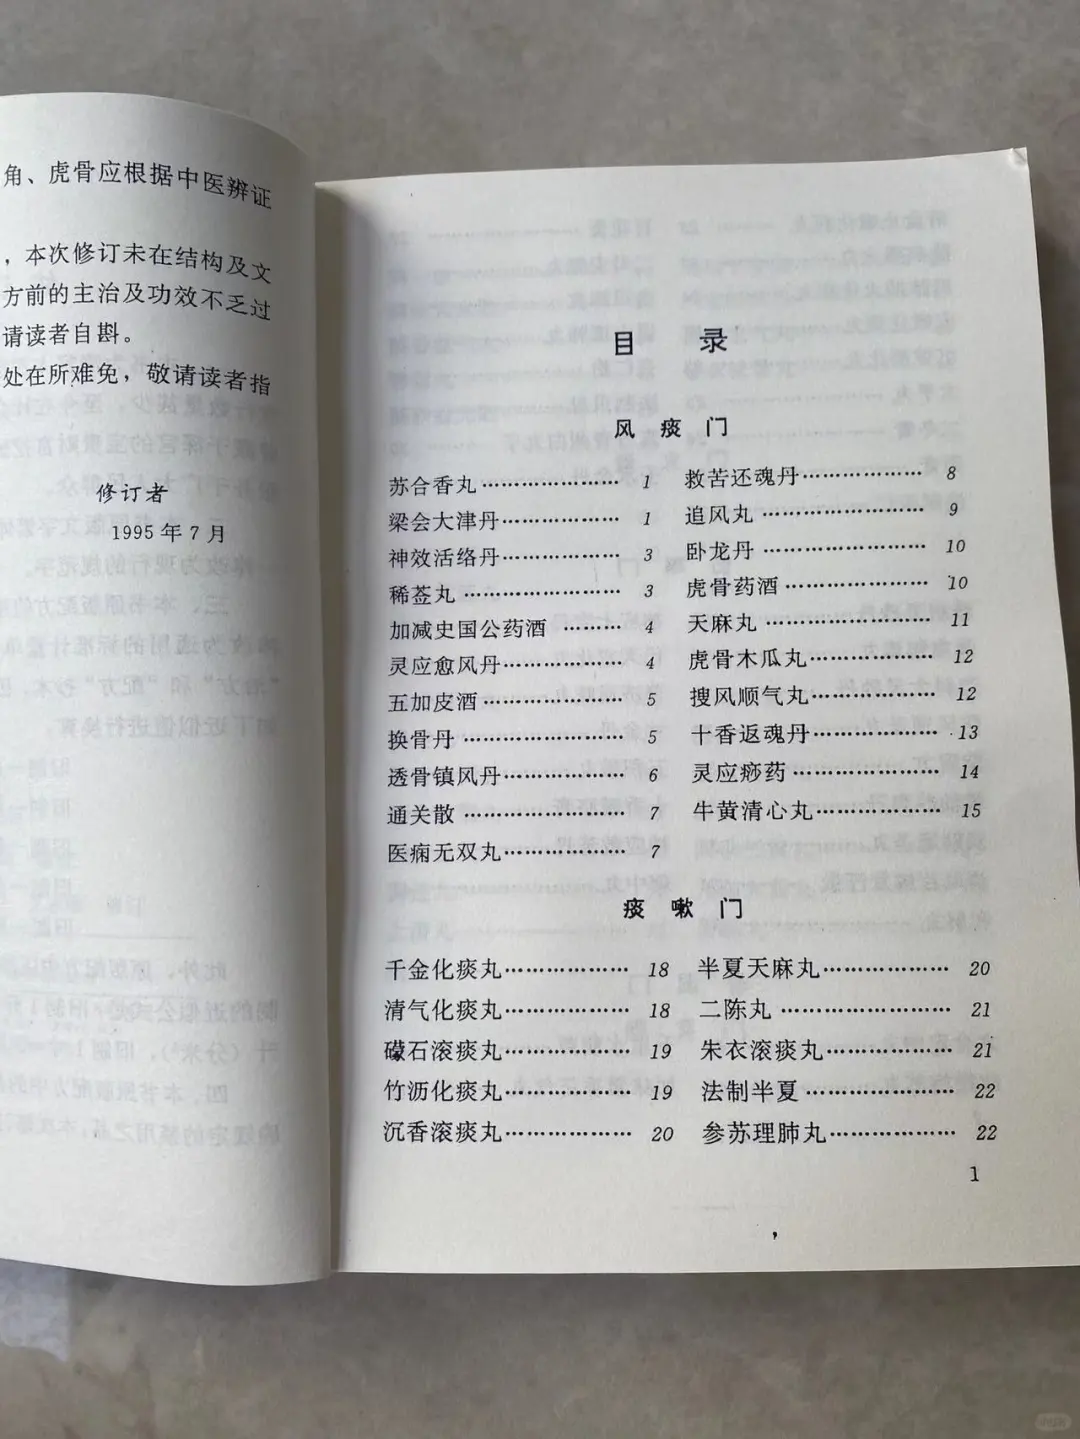 角、虎骨应根据中医辨证
，本次修订未在结构及文
方前的主治及功效不乏过
请读者自斟。
处在所难免，敬请读者指
修订者
1995年7月
目 录
风 痰 门
苏合香丸………………… 1
梁会大津丹……………… 1
神效活络丹……………… 3
稀莶丸…………………… 3
加减史国公药酒 ……… 4
灵应愈风丹……………… 4
五加皮酒………………… 5
换骨丹 ………………… 5
透骨镇风丹……………… 6
通关散 ………………… 7
医痫无双丸……………… 7
救苦还魂丹……………… 8
追风丸 ………………… 9
卧龙丹 ………………… 10
虎骨药酒………………… 10
天麻丸 ………………… 11
虎骨木瓜丸……………… 12
搜风顺气丸……………… 12
十香返魂丹……………… 13
灵应痧药………………… 14
牛黄清心丸……………… 15
痰 嗽 门
千金化痰丸……………… 18
清气化痰丸……………… 18
礞石滚痰丸……………… 19
竹沥化痰丸……………… 19
沉香滚痰丸……………… 20
半夏天麻丸……………… 20
二陈丸 ………………… 21
朱衣滚痰丸……………… 21
法制半夏 ……………… 22
参苏理肺丸……………… 22
1